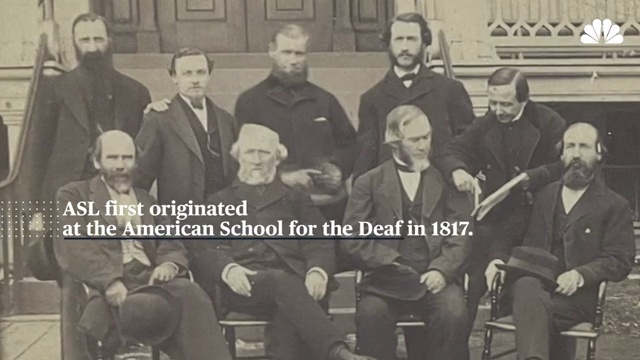 ASL first originated
at the American School for the Deaf in 1817.